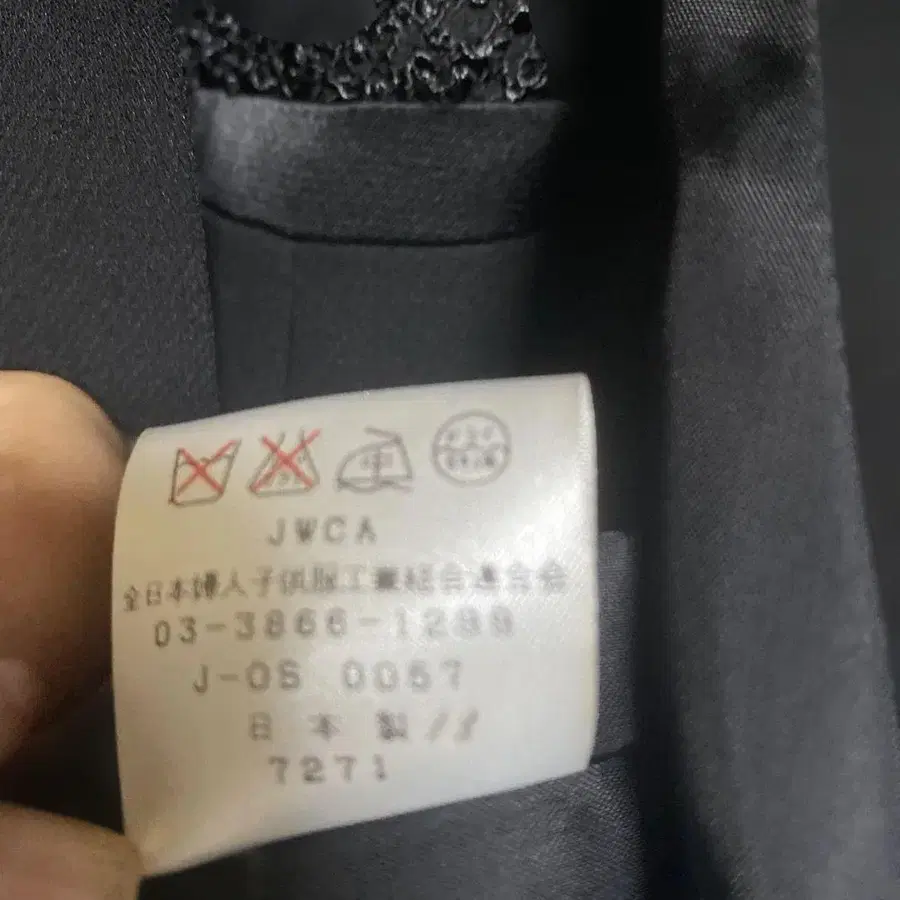 JWCA
全日本婦人子供服工業組合連合会
03-3866-1289
J-OS 0057
日本製
7271